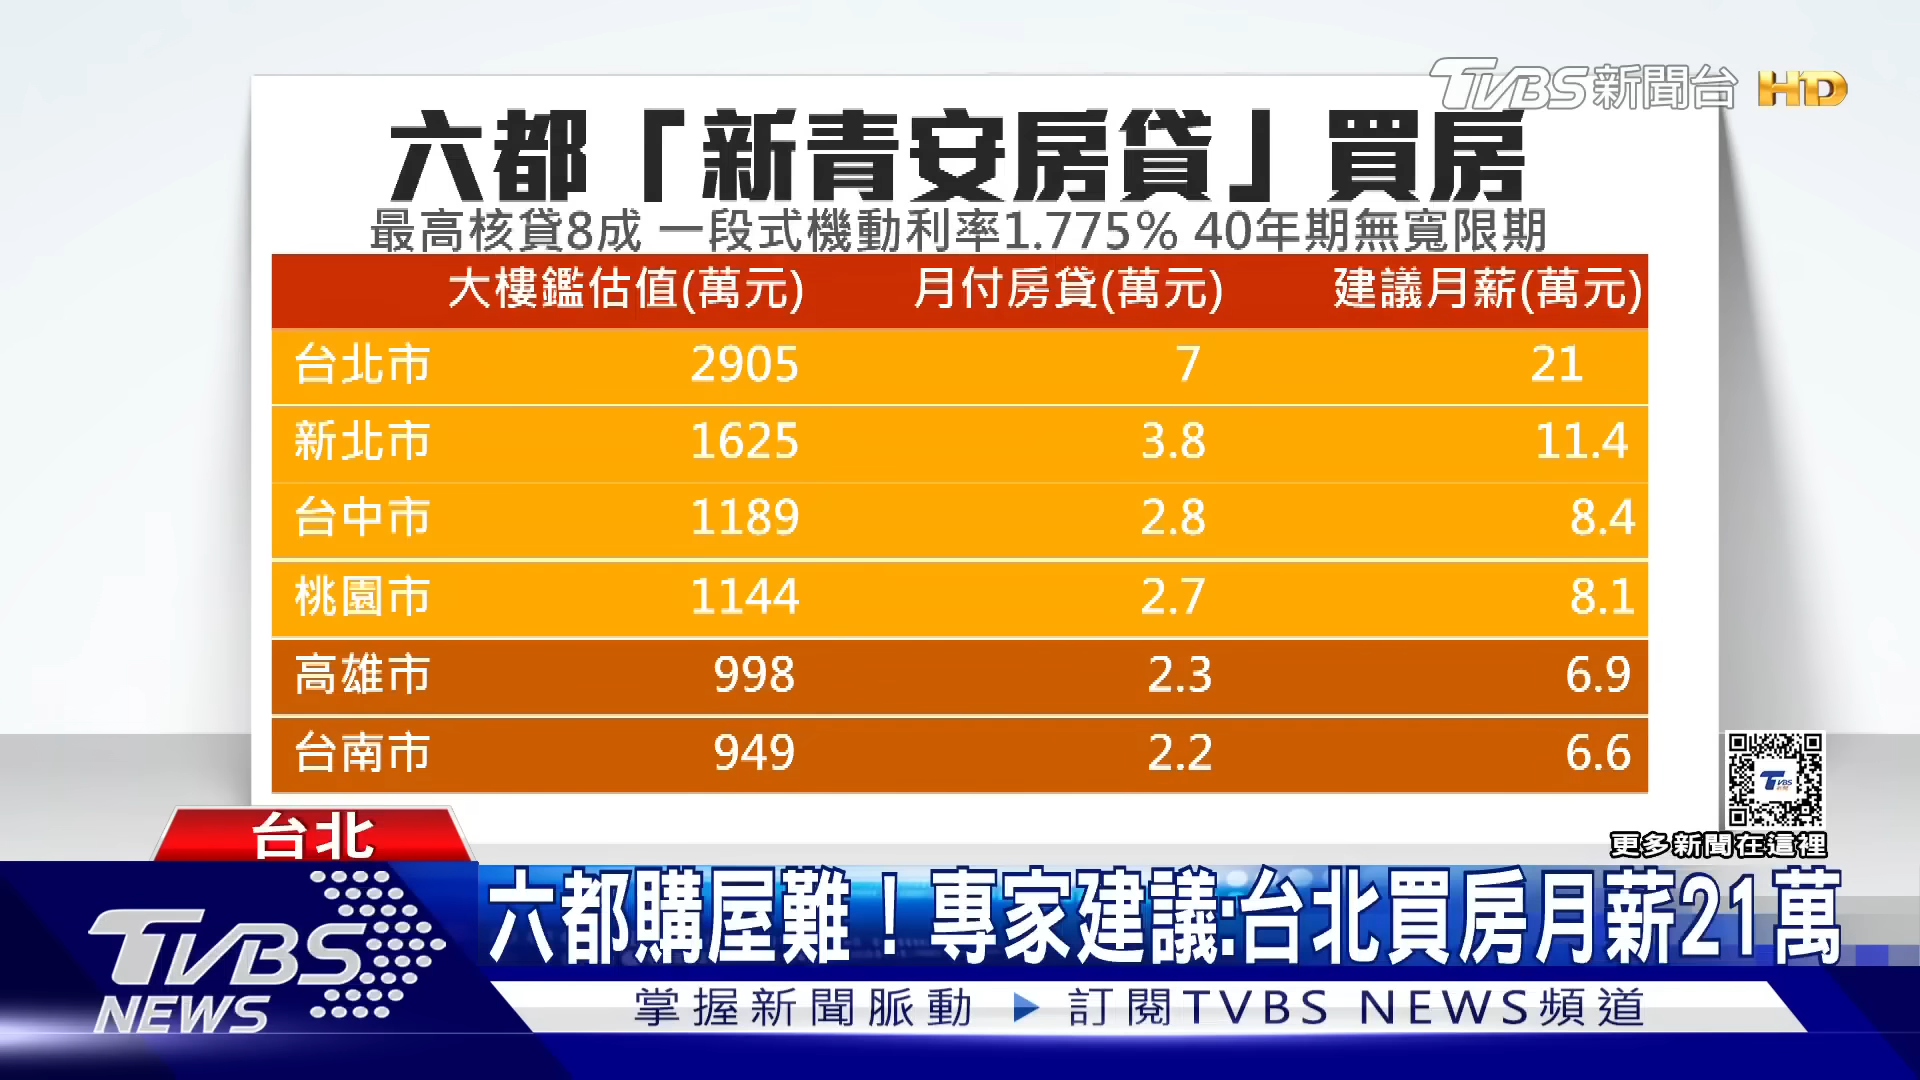 TVBS新聞台 HD
六都「新青安房貸」買房
最高核貸8成 一段式機動利率1.775% 40年期無寬限期
大樓鑑估值(萬元) 月付房貸(萬元) 建議月薪(萬元)
台北市 2905 7 21
新北市 1625 3.8 11.4
台中市 1189 2.8 8.4
桃園市 1144 2.7 8.1
高雄市 998 2.3 6.9
台南市 949 2.2 6.6
TVBS
更多新聞在這裡
台北
六都購屋難！專家建議:台北買房月薪21萬
TVBS
NEWS
掌握新聞脈動 ▶ 訂閱TVBS NEWS頻道